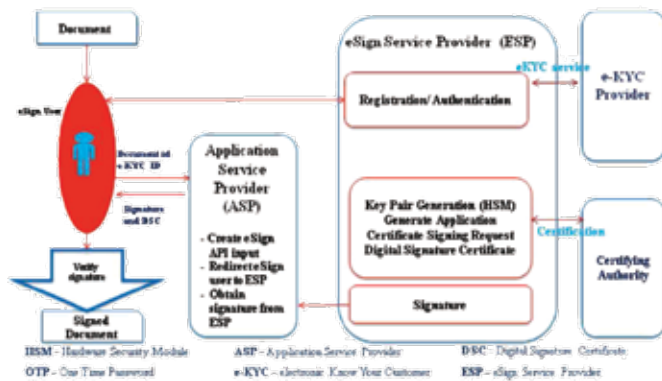 Document
eSign User
Document id
e-KYC ID
Signature
and DSC
Verify
signature
Signed
Document
Application
Service
Provider
(ASP)
- Create eSign
API input
- Redirect eSign
user to ESP
- Obtain
signature from
ESP
eSign Service Provider (ESP)
Registration/ Authentication
Key Pair Generation (HSM)
Generate Application
Certificate Signing Request
Digital Signature Certificate
Signature
eKYC service
e-KYC
Provider
Certification
Certifying
Authority
HSM - Hardware Security Module ASP - Application Service Provider DSC - Digital Signature Certificate
OTP - One Time Password e-KYC - electronic Know Your Customer ESP - eSign Service Provider